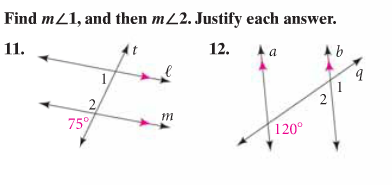 Find m∠1, and then m∠2. Justify each answer.
11.
t
ℓ
1
2
75°
m
12.
a
b
q
1
2
120°